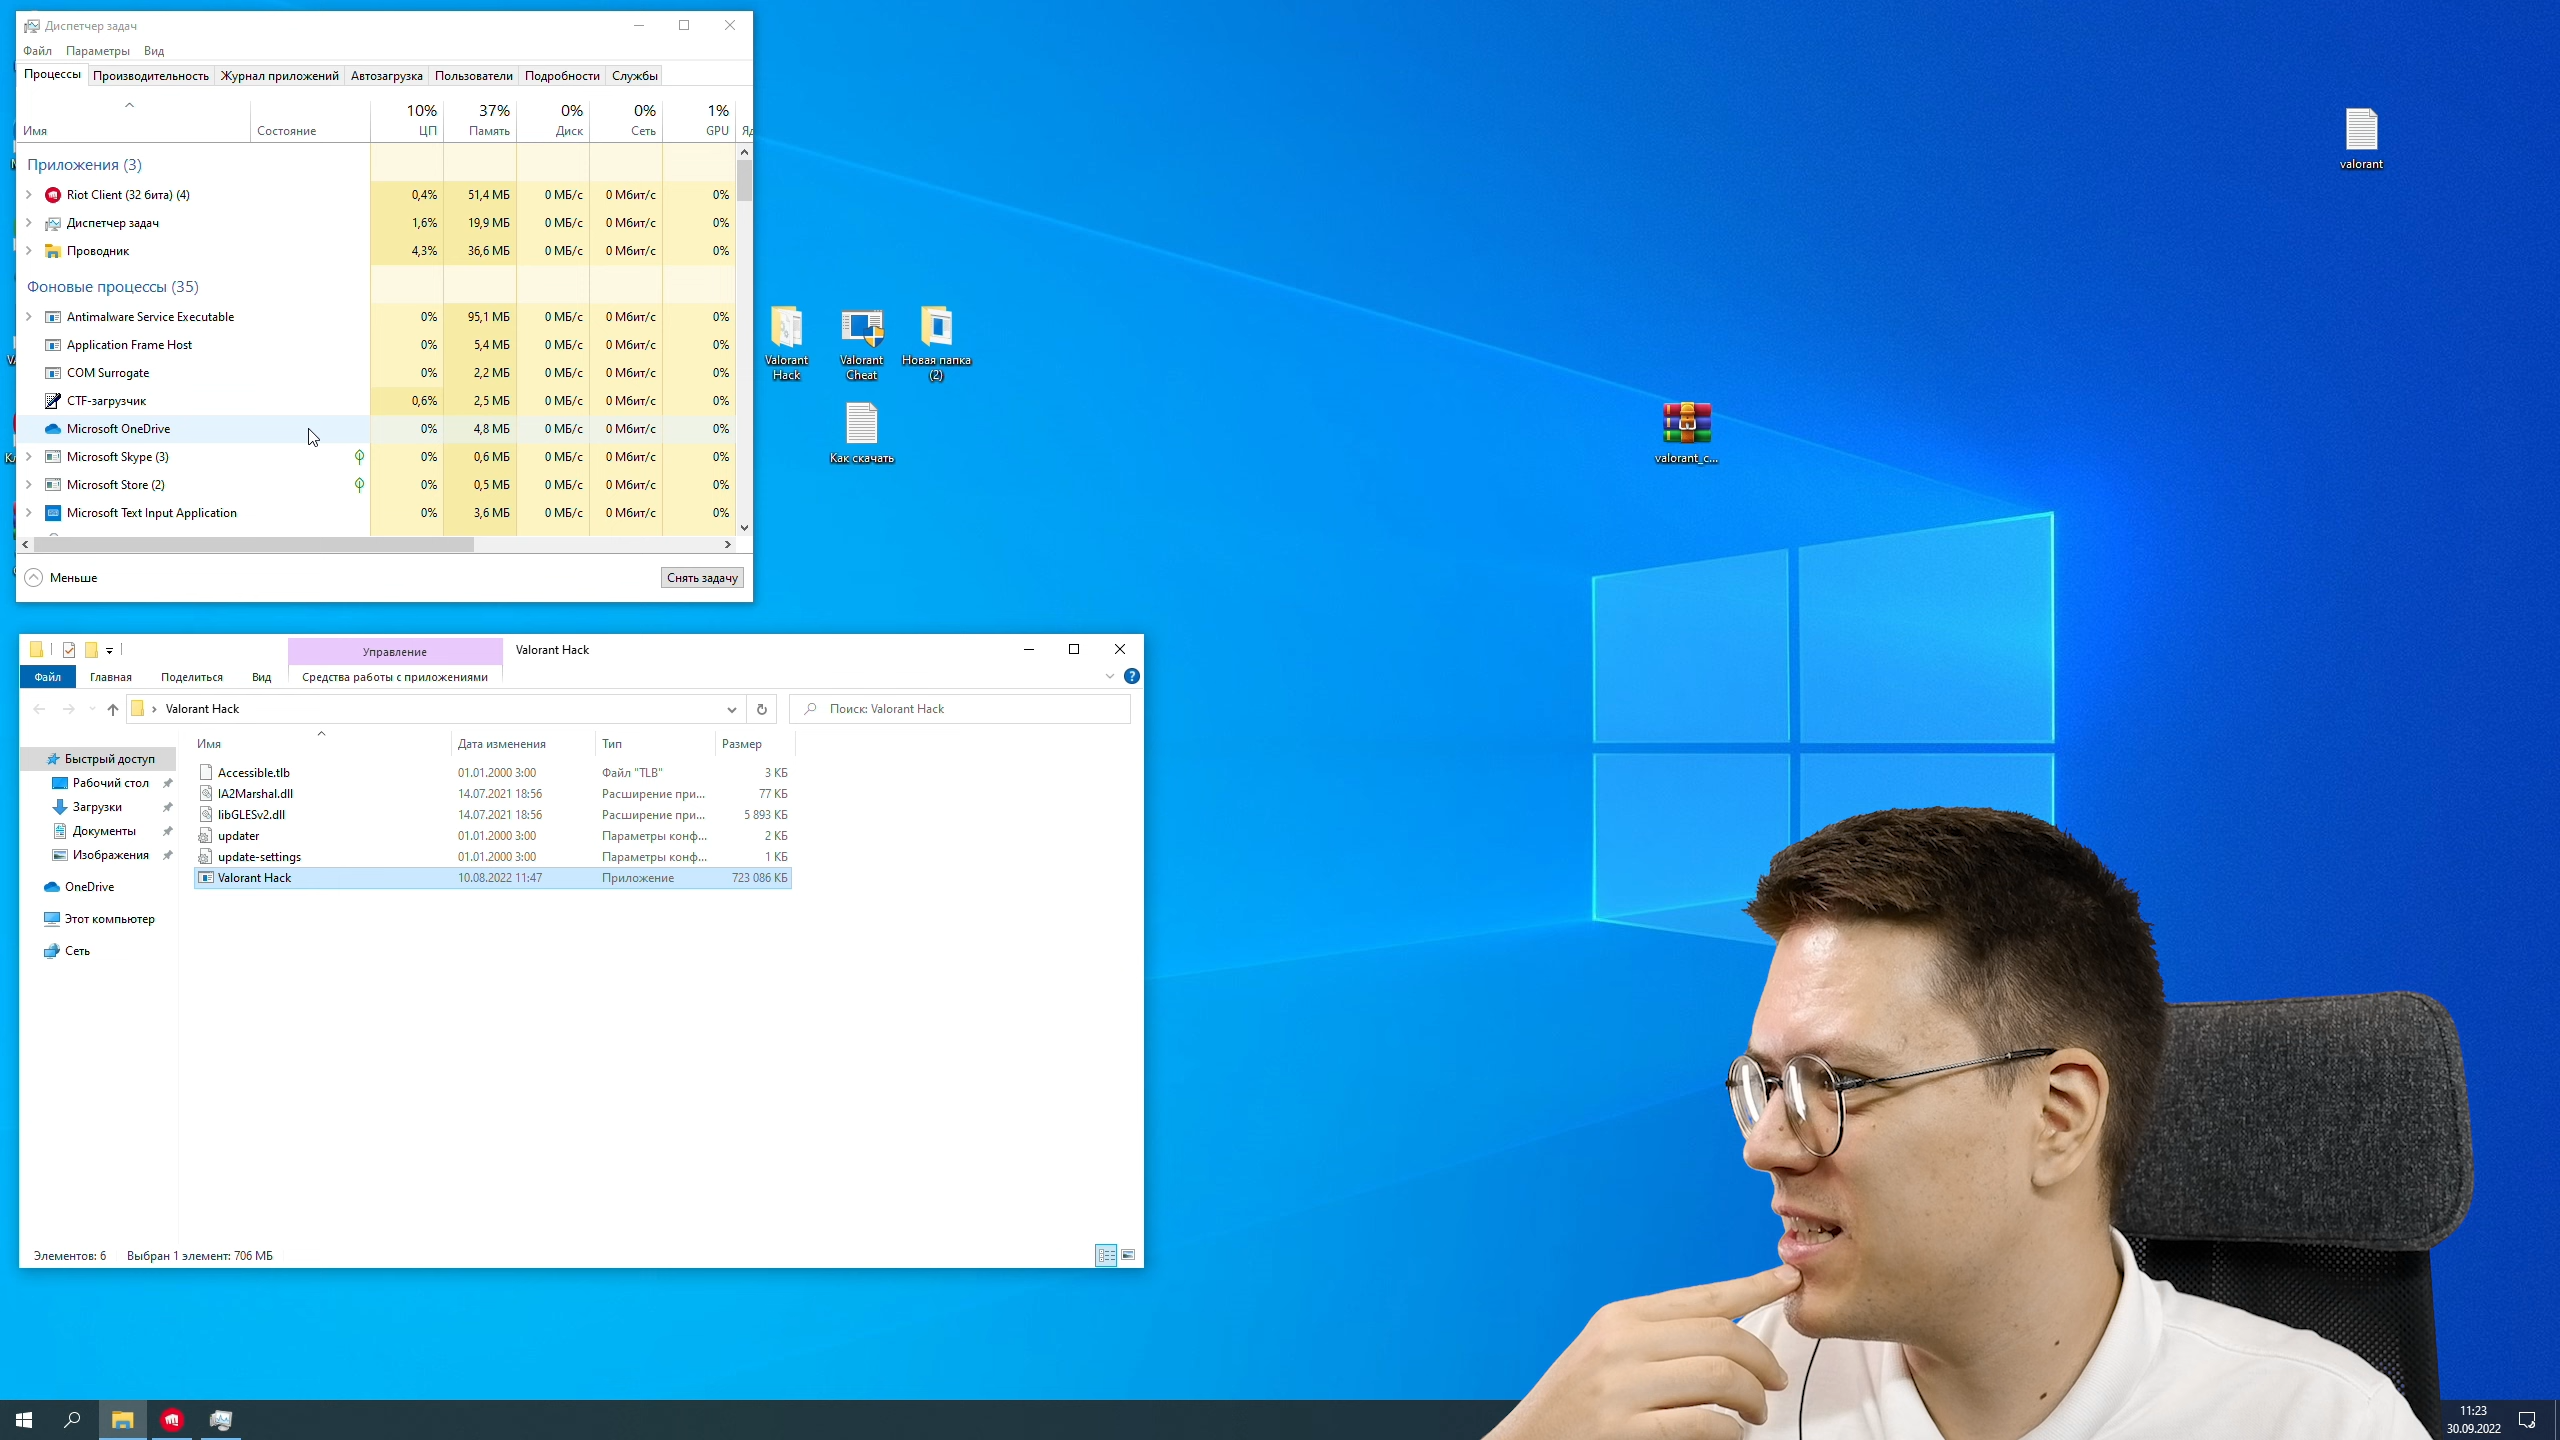 Диспетчер задач
Файл Параметры Вид
Процессы Производительность Журнал приложений Автозагрузка Пользователи Подробности Службы
10% 37% 0% 0% 1%
Имя Состояние ЦП Память Диск Сеть GPU Яд
Приложения (3)
Riot Client (32 бита) (4) 0,4% 51,4 МБ 0 МБ/с 0 Мбит/с 0%
Диспетчер задач 1,6% 19,9 МБ 0 МБ/с 0 Мбит/с 0%
Проводник 4,3% 36,6 МБ 0 МБ/с 0 Мбит/с 0%
Фоновые процессы (35)
Antimalware Service Executable 0% 95,1 МБ 0 МБ/с 0 Мбит/с 0%
Application Frame Host 0% 5,4 МБ 0 МБ/с 0 Мбит/с 0%
COM Surrogate 0% 2,2 МБ 0 МБ/с 0 Мбит/с 0%
CTF-загрузчик 0,6% 2,5 МБ 0 МБ/с 0 Мбит/с 0%
Microsoft OneDrive 0% 4,8 МБ 0 МБ/с 0 Мбит/с 0%
Microsoft Skype (3) 0% 0,6 МБ 0 МБ/с 0 Мбит/с 0%
Microsoft Store (2) 0% 0,5 МБ 0 МБ/с 0 Мбит/с 0%
Microsoft Text Input Application 0% 3,6 МБ 0 МБ/с 0 Мбит/с 0%
Меньше Снять задачу
Valorant
Hack
Valorant
Cheat
Новая папка
(2)
Как скачать
valorant_c...
valorant
Управление Valorant Hack
Файл Главная Поделиться Вид Средства работы с приложениями
Valorant Hack Поиск: Valorant Hack
Имя Дата изменения Тип Размер
Быстрый доступ
Рабочий стол
Загрузки
Документы
Изображения
OneDrive
Этот компьютер
Сеть
Accessible.tlb 01.01.2000 3:00 Файл "TLB" 3 КБ
IA2Marshal.dll 14.07.2021 18:56 Расширение при... 77 КБ
libGLESv2.dll 14.07.2021 18:56 Расширение при... 5 893 КБ
updater 01.01.2000 3:00 Параметры конф... 2 КБ
update-settings 01.01.2000 3:00 Параметры конф... 1 КБ
Valorant Hack 10.08.2022 11:47 Приложение 723 086 КБ
Элементов: 6 Выбран 1 элемент: 706 МБ
11:23
30.09.2022